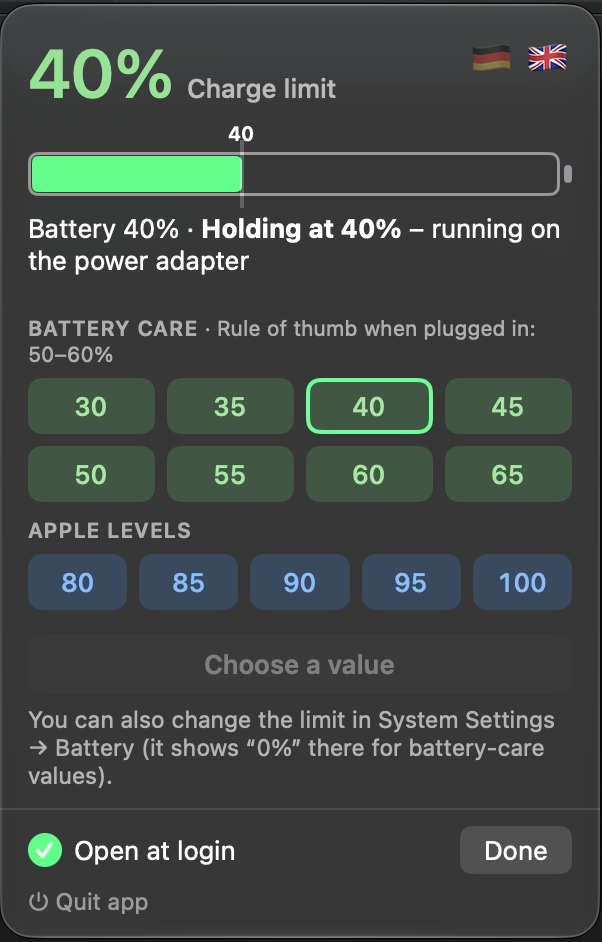 40% Charge limit
40
Battery 40% · Holding at 40% – running on
the power adapter
BATTERY CARE · Rule of thumb when plugged in:
50–60%
30 35 40 45
50 55 60 65
APPLE LEVELS
80 85 90 95 100
Choose a value
You can also change the limit in System Settings
→ Battery (it shows “0%” there for battery-care
values).
Open at login
Done
Quit app